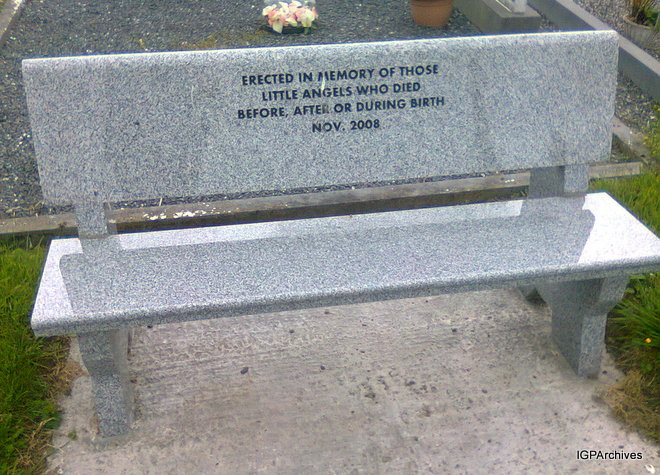 ERECTED IN MEMORY OF THOSE
LITTLE ANGELS WHO DIED
BEFORE, AFTER OR DURING BIRTH
NOV. 2008
IGPArchives